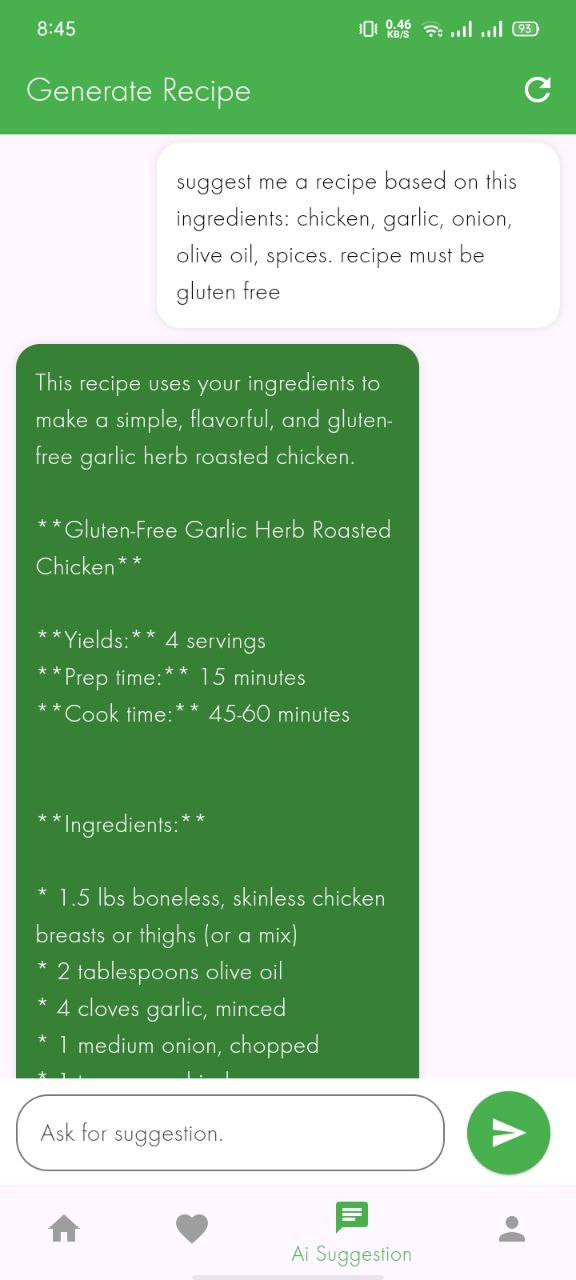 8:45
0.46
KB/S
93
Generate Recipe
suggest me a recipe based on this
ingredients: chicken, garlic, onion,
olive oil, spices. recipe must be
gluten free
This recipe uses your ingredients to
make a simple, flavorful, and gluten-
free garlic herb roasted chicken.
**Gluten-Free Garlic Herb Roasted
Chicken**
**Yields:** 4 servings
**Prep time:** 15 minutes
**Cook time:** 45-60 minutes
**Ingredients:**
* 1.5 lbs boneless, skinless chicken
breasts or thighs (or a mix)
* 2 tablespoons olive oil
* 4 cloves garlic, minced
* 1 medium onion, chopped
Ask for suggestion.
Ai Suggestion